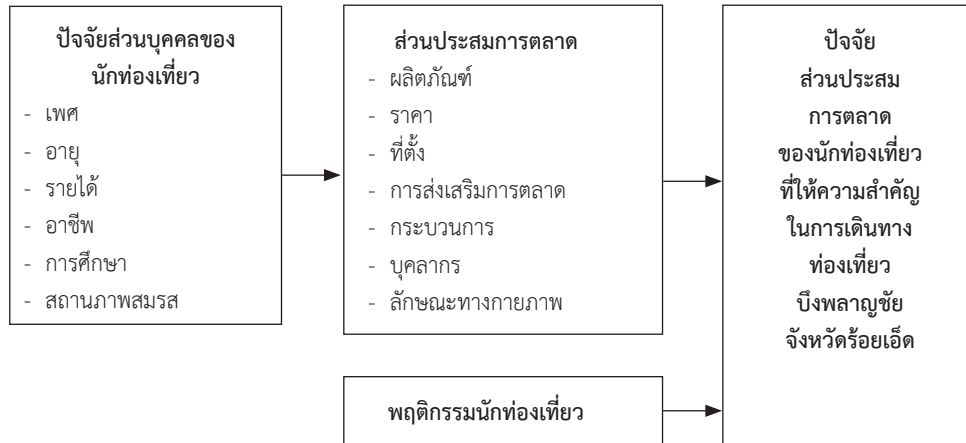 ปัจจัยส่วนบุคคลของ
นักท่องเที่ยว
- เพศ
- อายุ
- รายได้
- อาชีพ
- การศึกษา
- สถานภาพสมรส
ส่วนประสมการตลาด
- ผลิตภัณฑ์
- ราคา
- ที่ตั้ง
- การส่งเสริมการตลาด
- กระบวนการ
- บุคลากร
- ลักษณะทางกายภาพ
พฤติกรรมนักท่องเที่ยว
ปัจจัย
ส่วนประสม
การตลาด
ของนักท่องเที่ยว
ที่ให้ความสำคัญ
ในการเดินทาง
ท่องเที่ยว
บึงพลาญชัย
จังหวัดร้อยเอ็ด